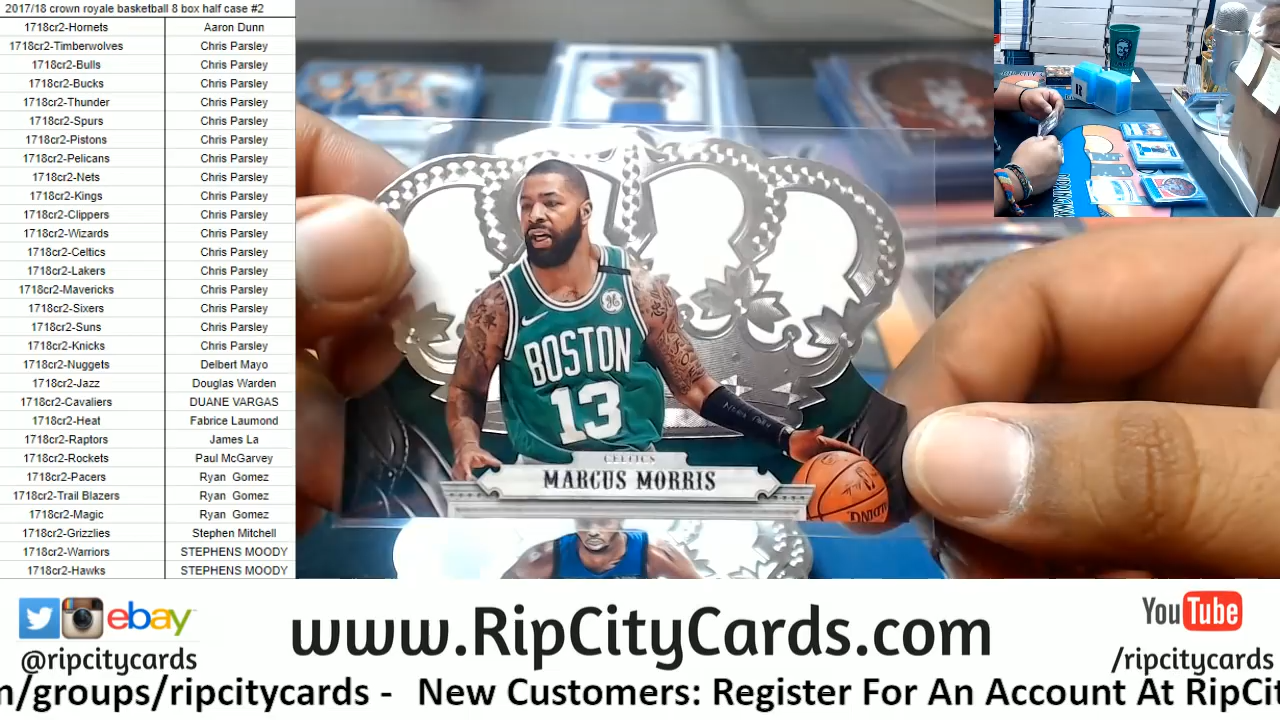 2017/18 crown royale basketball 8 box half case #2
1718cr2-Hornets Aaron Dunn
1718cr2-Timberwolves Chris Parsley
1718cr2-Bulls Chris Parsley
1718cr2-Bucks Chris Parsley
1718cr2-Thunder Chris Parsley
1718cr2-Spurs Chris Parsley
1718cr2-Pistons Chris Parsley
1718cr2-Pelicans Chris Parsley
1718cr2-Nets Chris Parsley
1718cr2-Kings Chris Parsley
1718cr2-Clippers Chris Parsley
1718cr2-Wizards Chris Parsley
1718cr2-Celtics Chris Parsley
1718cr2-Lakers Chris Parsley
1718cr2-Mavericks Chris Parsley
1718cr2-Sixers Chris Parsley
1718cr2-Suns Chris Parsley
1718cr2-Knicks Chris Parsley
1718cr2-Nuggets Delbert Mayo
1718cr2-Jazz Douglas Warden
1718cr2-Cavaliers DUANE VARGAS
1718cr2-Heat Fabrice Laumond
1718cr2-Raptors James La
1718cr2-Rockets Paul McGarvey
1718cr2-Pacers Ryan Gomez
1718cr2-Trail Blazers Ryan Gomez
1718cr2-Magic Ryan Gomez
1718cr2-Grizzlies Stephen Mitchell
1718cr2-Warriors STEPHENS MOODY
1718cr2-Hawks STEPHENS MOODY
BOSTON
13
CELTICS
MARCUS MORRIS
ebay
@ripcitycards
www.RipCityCards.com
YouTube
/ripcitycards
n/groups/ripcitycards - New Customers: Register For An Account At RipCit